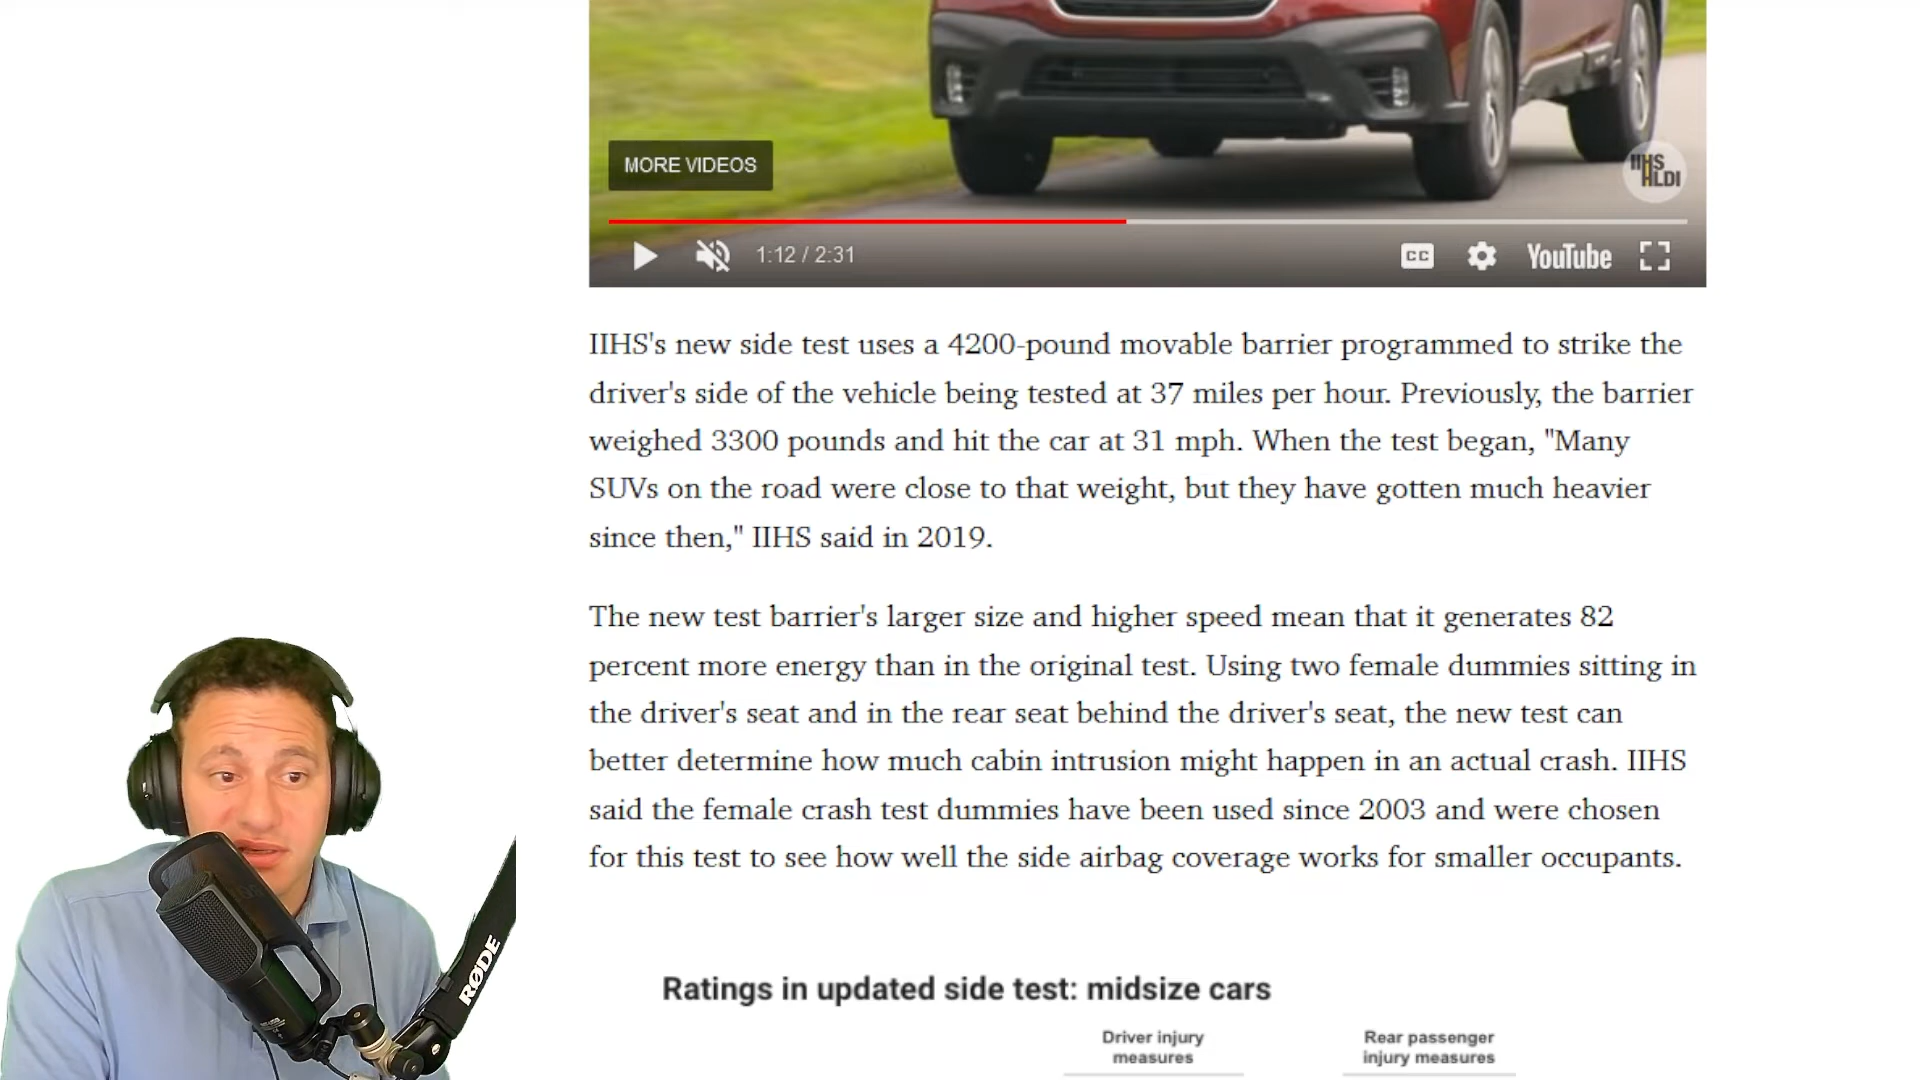 MORE VIDEOS
IIHS
HLDI
1:12 / 2:31
CC
YouTube
IIHS's new side test uses a 4200-pound movable barrier programmed to strike the
driver's side of the vehicle being tested at 37 miles per hour. Previously, the barrier
weighed 3300 pounds and hit the car at 31 mph. When the test began, "Many
SUVs on the road were close to that weight, but they have gotten much heavier
since then," IIHS said in 2019.
The new test barrier's larger size and higher speed mean that it generates 82
percent more energy than in the original test. Using two female dummies sitting in
the driver's seat and in the rear seat behind the driver's seat, the new test can
better determine how much cabin intrusion might happen in an actual crash. IIHS
said the female crash test dummies have been used since 2003 and were chosen
for this test to see how well the side airbag coverage works for smaller occupants.
RØDE
Ratings in updated side test: midsize cars
Driver injury
measures
Rear passenger
injury measures